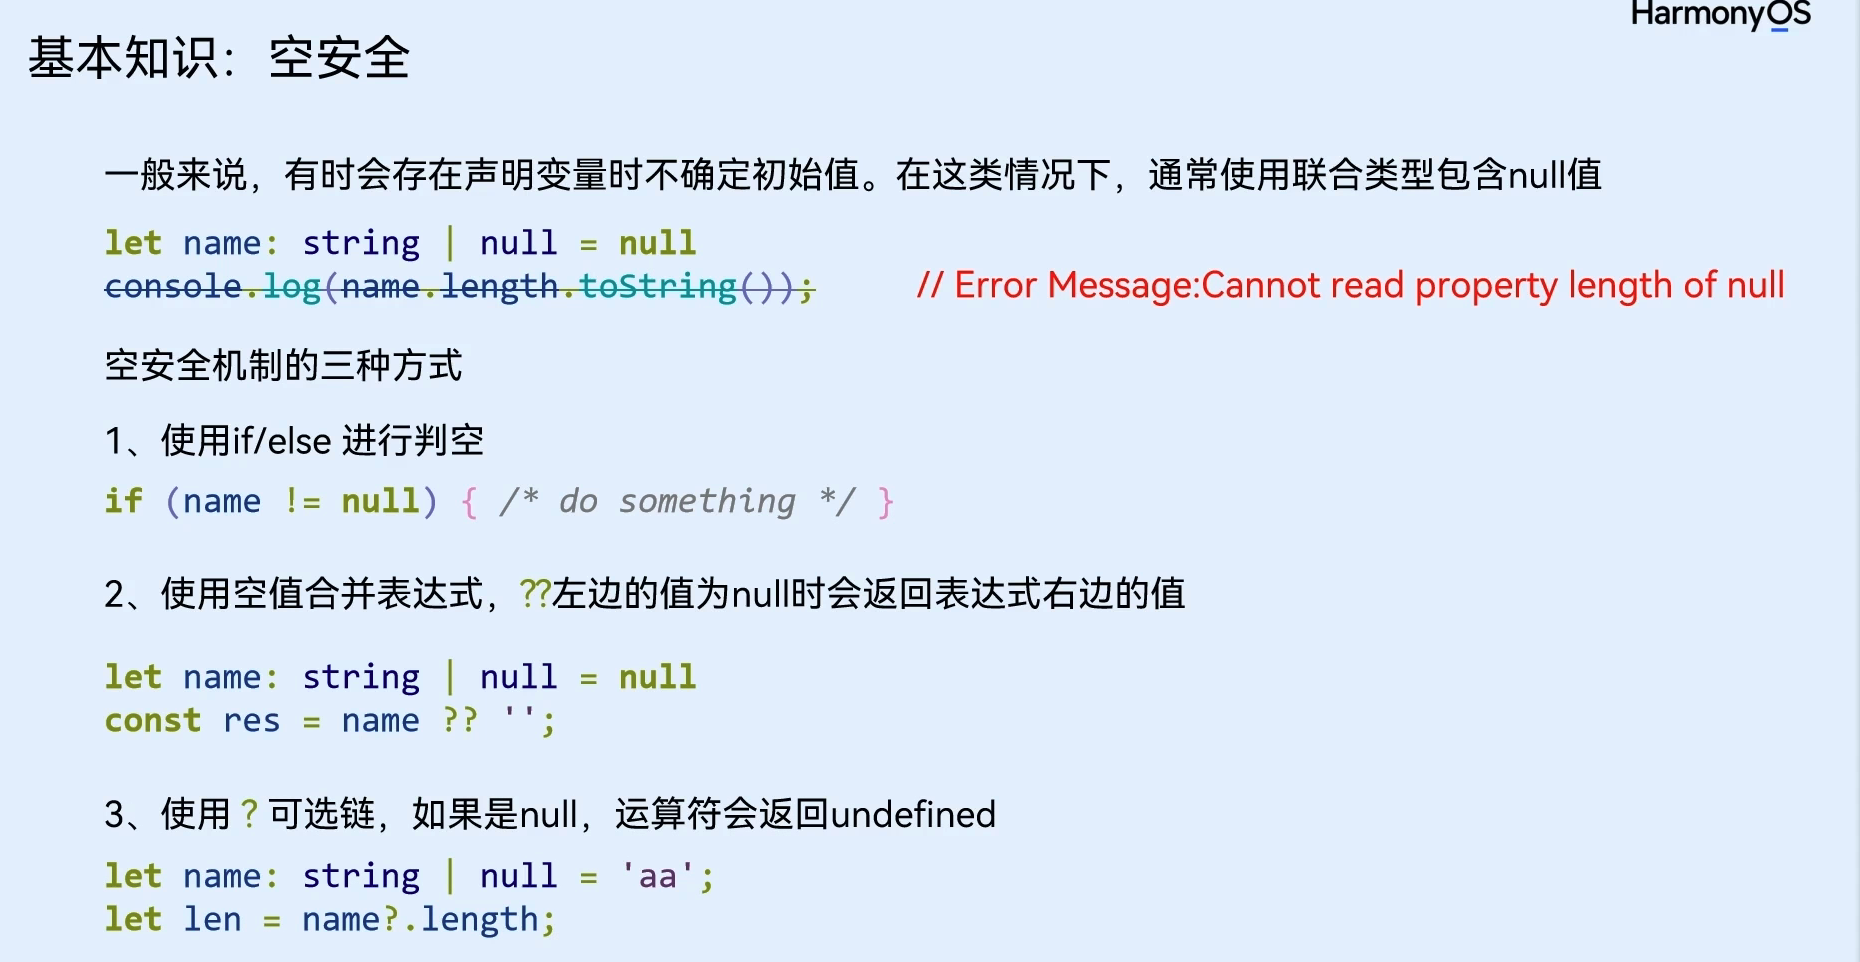 HarmonyOS
基本知识：空安全
一般来说，有时会存在声明变量时不确定初始值。在这类情况下，通常使用联合类型包含null值
let name: string | null = null
console.log(name.length.toString()); // Error Message:Cannot read property length of null
空安全机制的三种方式
1、使用if/else 进行判空
if (name != null) { /* do something */ }
2、使用空值合并表达式，??左边的值为null时会返回表达式右边的值
let name: string | null = null
const res = name ?? '';
3、使用？可选链，如果是null，运算符会返回undefined
let name: string | null = 'aa';
let len = name?.length;